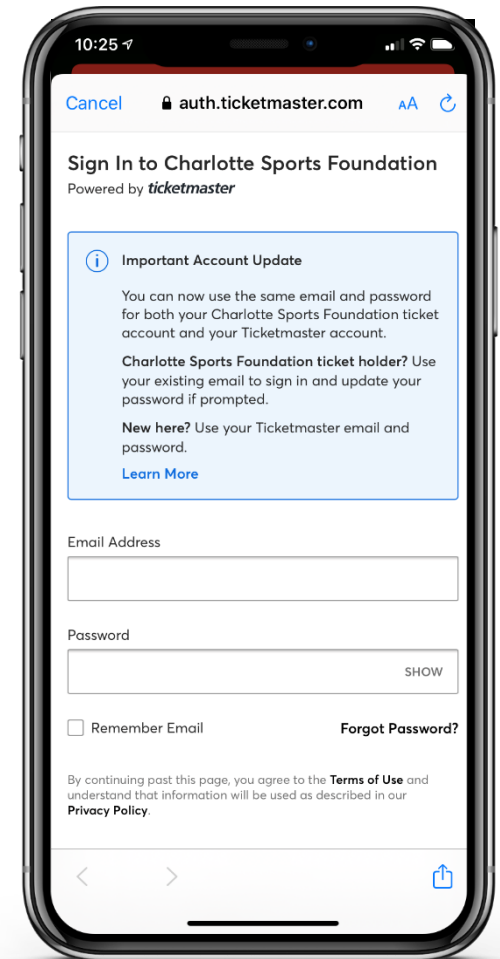 10:25
Cancel auth.ticketmaster.com AA
Sign In to Charlotte Sports Foundation
Powered by ticketmaster
Important Account Update
You can now use the same email and password
for both your Charlotte Sports Foundation ticket
account and your Ticketmaster account.
Charlotte Sports Foundation ticket holder? Use
your existing email to sign in and update your
password if prompted.
New here? Use your Ticketmaster email and
password.
Learn More
Email Address
Password
SHOW
Remember Email Forgot Password?
By continuing past this page, you agree to the Terms of Use and
understand that information will be used as described in our
Privacy Policy.